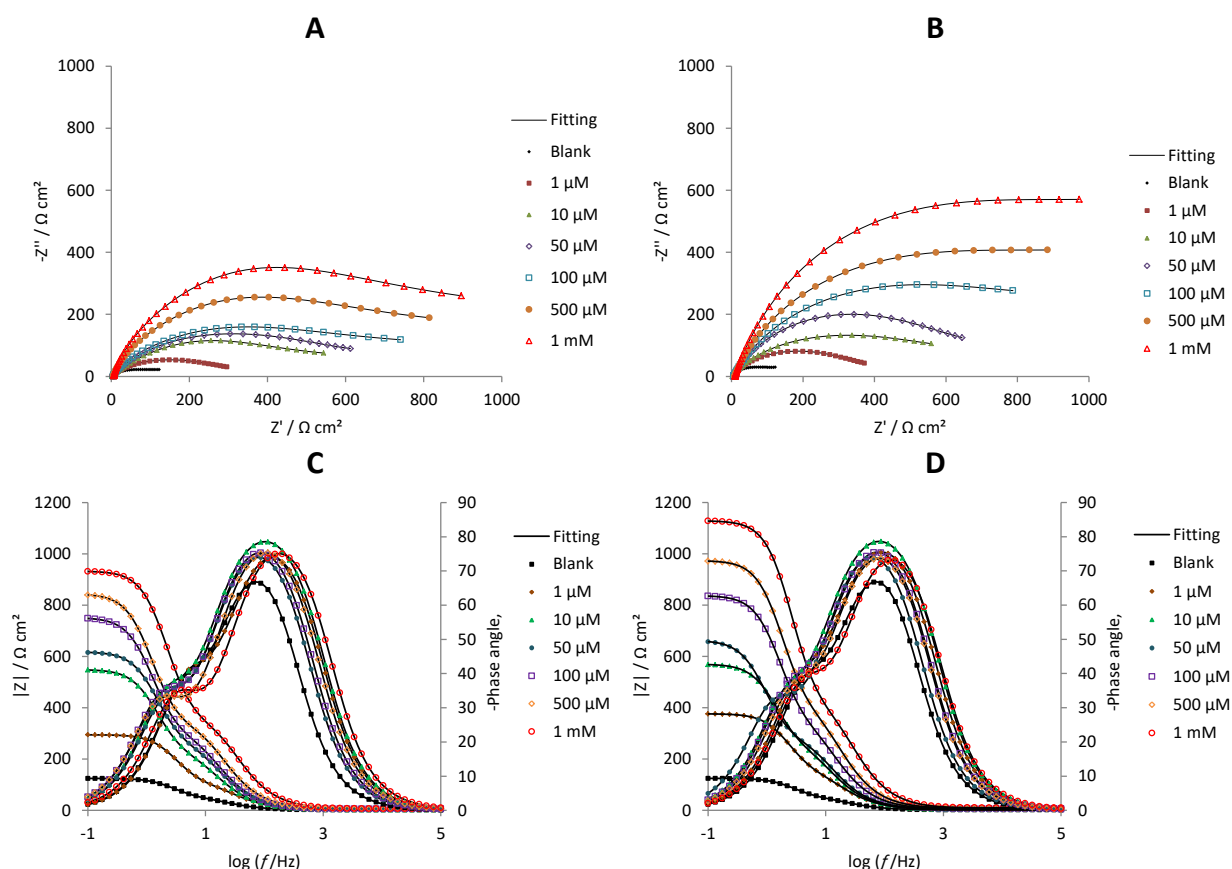 A
1000
800
600
400
200
0
-Z'' / Ω cm²
0 200 400 600 800 1000
Z' / Ω cm²
Fitting
Blank
1 µM
10 µM
50 µM
100 µM
500 µM
1 mM
B
1000
800
600
400
200
0
-Z'' / Ω cm²
0 200 400 600 800 1000
Z' / Ω cm²
Fitting
Blank
1 µM
10 µM
50 µM
100 µM
500 µM
1 mM
C
1200
1000
800
600
400
200
0
|Z| / Ω cm²
90
80
70
60
50
40
30
20
10
0
-Phase angle,
-1 1 3 5
log (f/Hz)
Fitting
Blank
1 µM
10 µM
50 µM
100 µM
500 µM
1 mM
D
1200
1000
800
600
400
200
0
|Z| / Ω cm²
90
80
70
60
50
40
30
20
10
0
-Phase angle,
-1 1 3 5
log (f/Hz)
Fitting
Blank
1 µM
10 µM
50 µM
100 µM
500 µM
1 mM